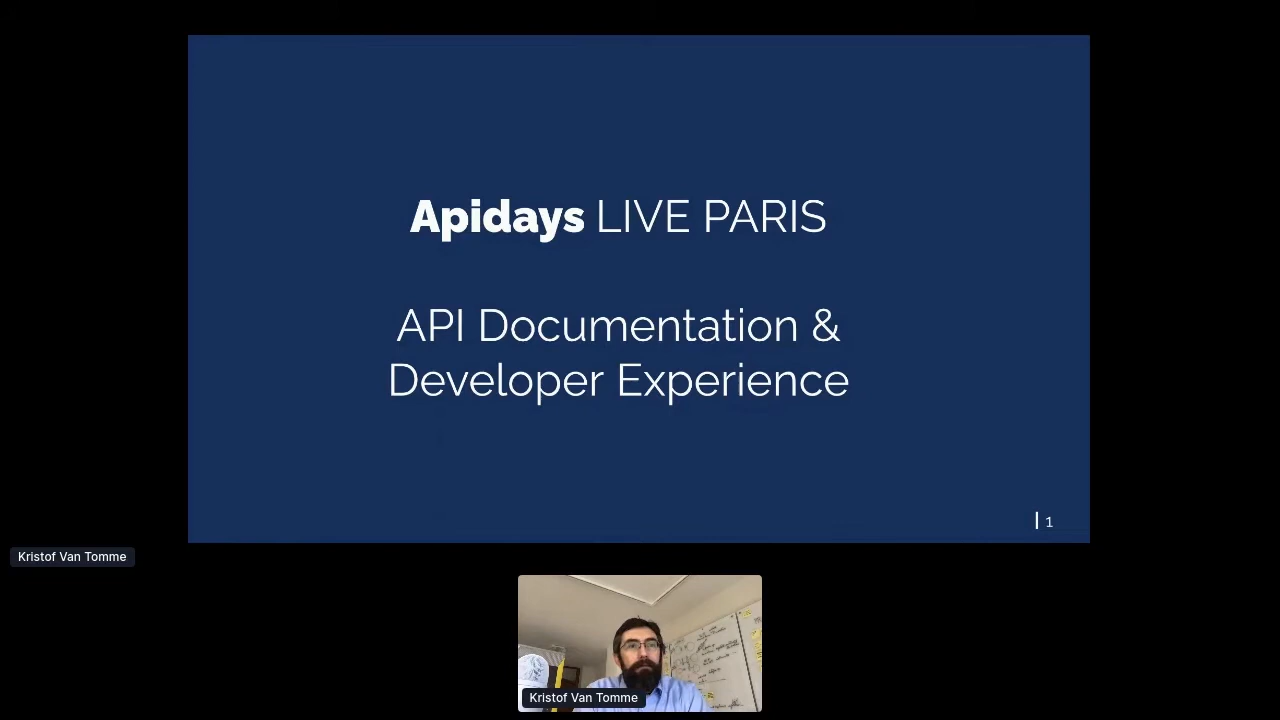 Apidays LIVE PARIS
API Documentation &
Developer Experience
1
Kristof Van Tomme
Kristof Van Tomme